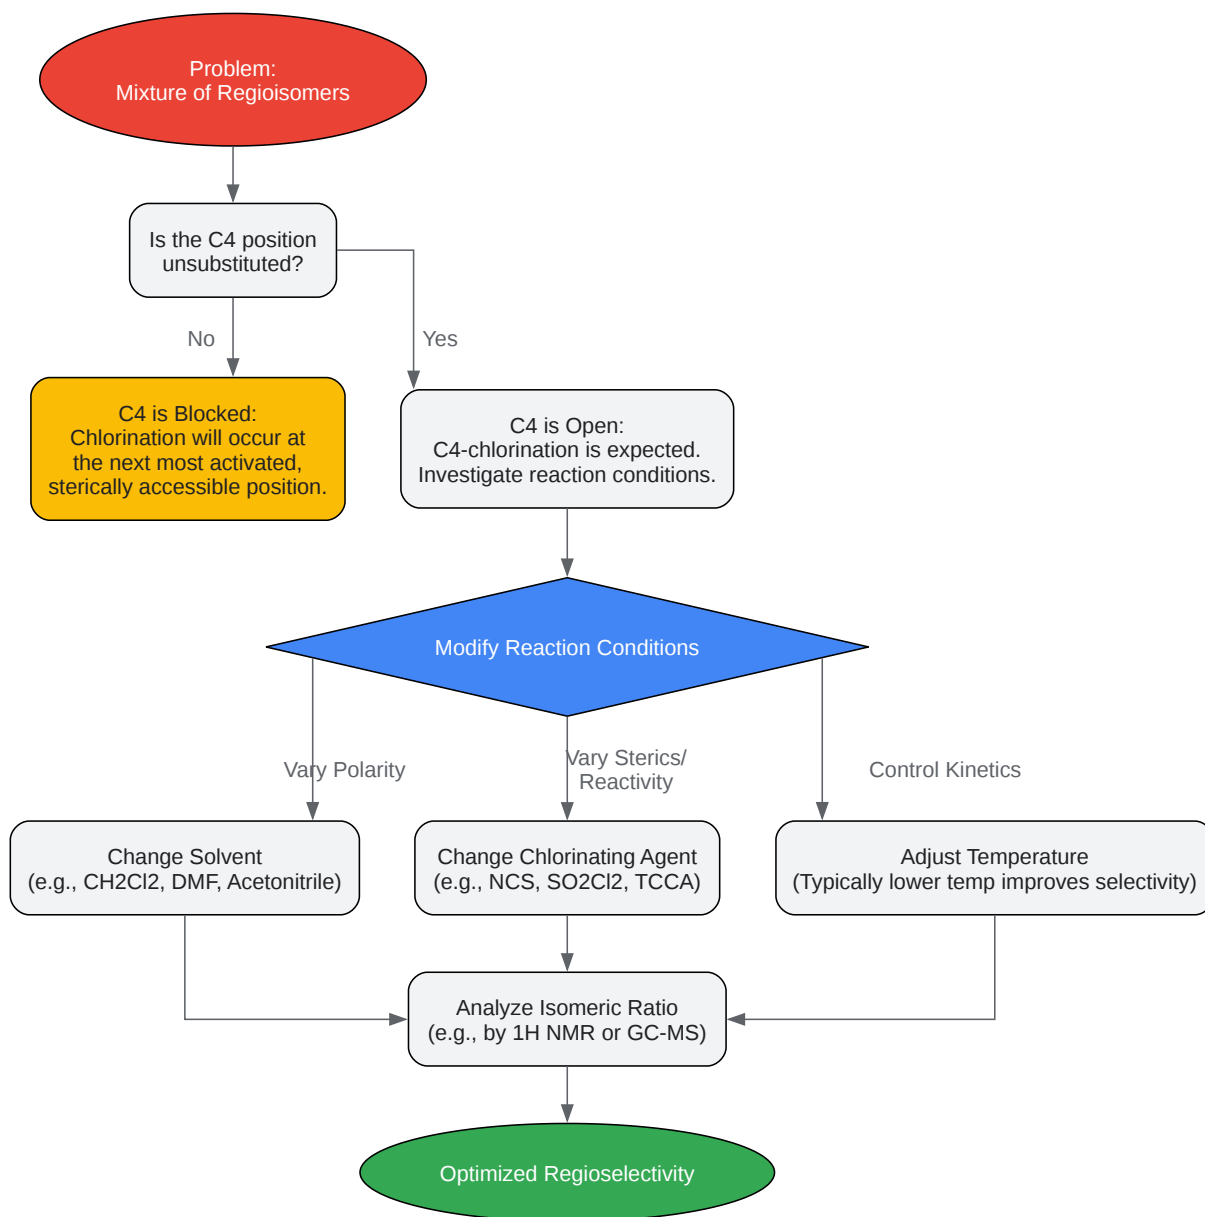 Problem:
Mixture of Regioisomers
Is the C4 position
unsubstituted?
No
Yes
C4 is Blocked:
Chlorination will occur at
the next most activated,
sterically accessible position.
C4 is Open:
C4-chlorination is expected.
Investigate reaction conditions.
Modify Reaction Conditions
Vary Polarity
Vary Sterics/
Reactivity
Control Kinetics
Change Solvent
(e.g., CH2Cl2, DMF, Acetonitrile)
Change Chlorinating Agent
(e.g., NCS, SO2Cl2, TCCA)
Adjust Temperature
(Typically lower temp improves selectivity)
Analyze Isomeric Ratio
(e.g., by 1H NMR or GC-MS)
Optimized Regioselectivity